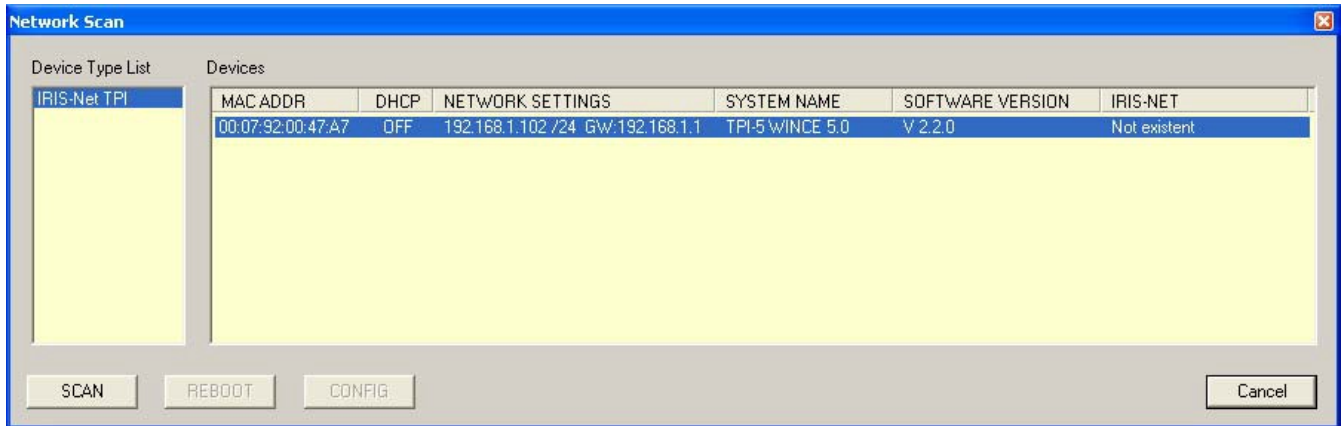 Network Scan
Device Type List Devices
IRIS-Net TPI
MAC ADDR DHCP NETWORK SETTINGS SYSTEM NAME SOFTWARE VERSION IRIS-NET
00:07:92:00:47:A7 OFF 192.168.1.102 /24 GW:192.168.1.1 TPI-5 WINCE 5.0 V 2.2.0 Not existent
SCAN REBOOT CONFIG Cancel